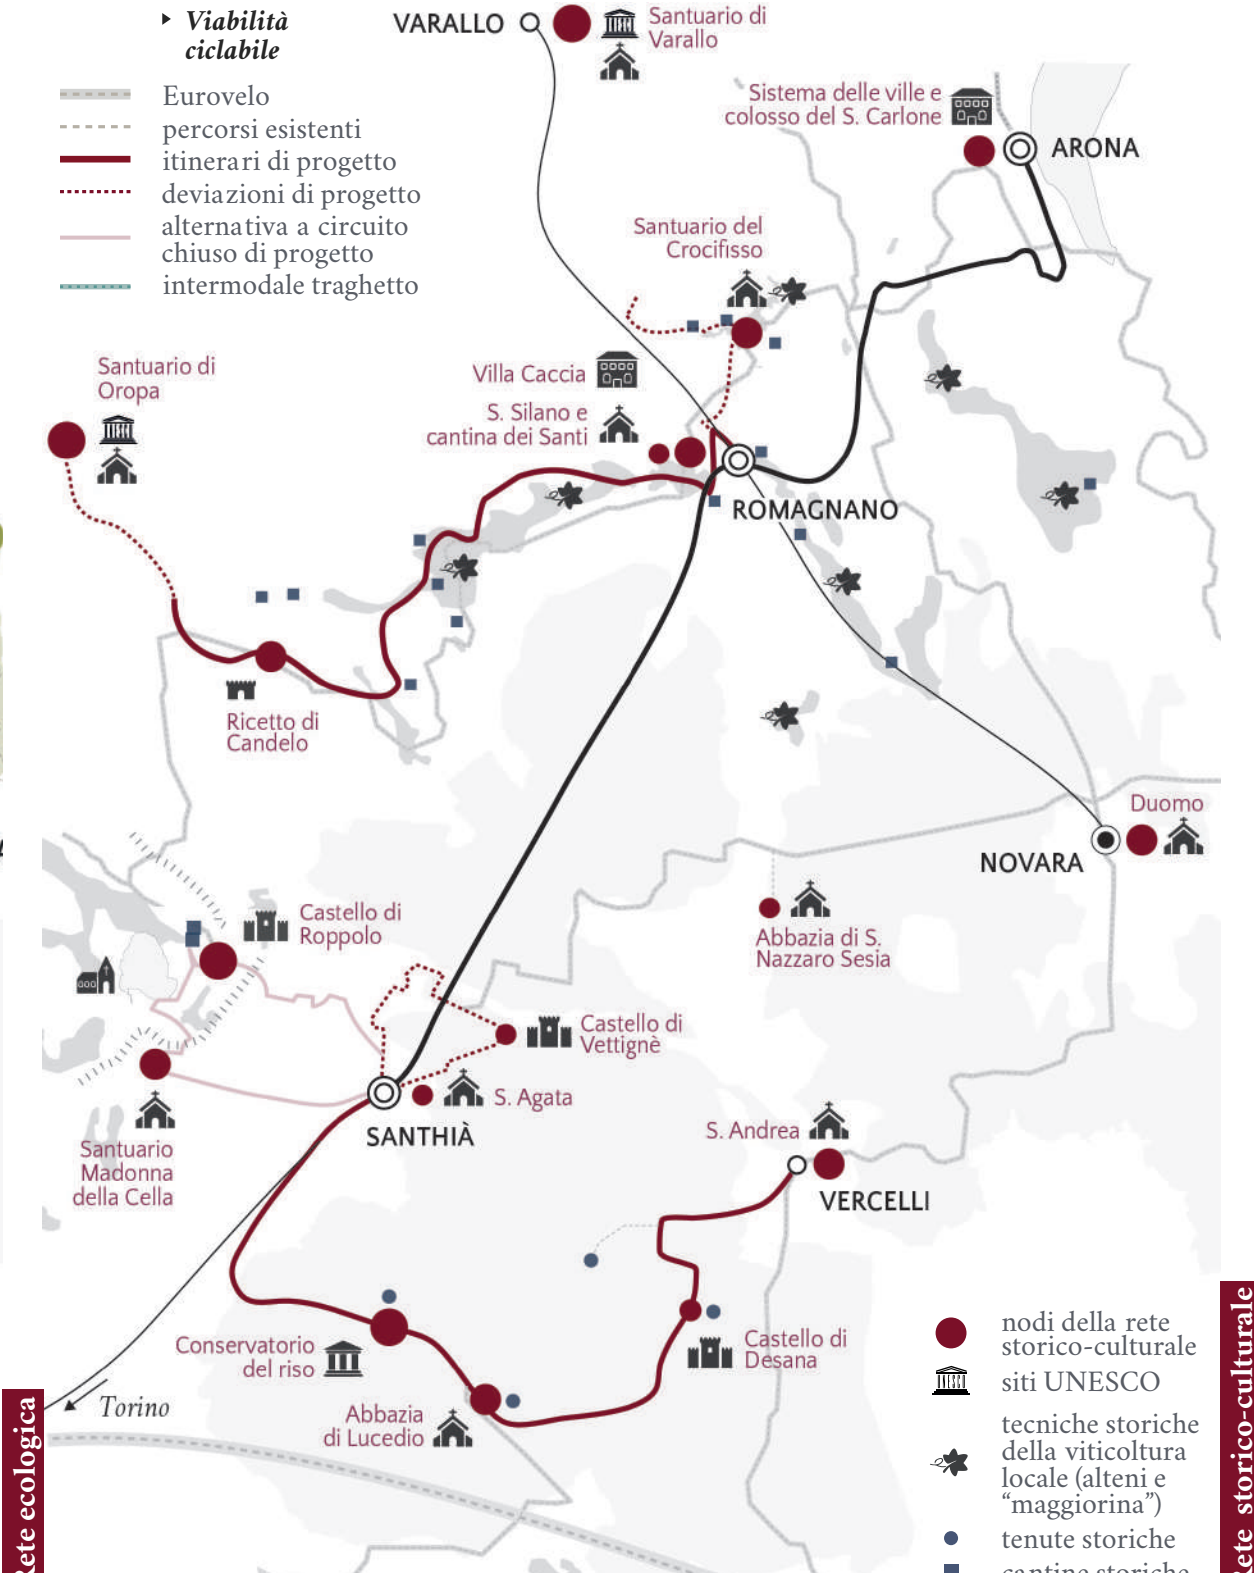 Viabilità
ciclabile
Eurovelo
percorsi esistenti
itinerari di progetto
deviazioni di progetto
alternativa a circuito
chiuso di progetto
intermodale traghetto
VARALLO
Santuario di
Varallo
Sistema delle ville e
colosso del S. Carlone
ARONA
Santuario del
Crocifisso
Santuario di
Oropa
Villa Caccia
S. Silano e
cantina dei Santi
ROMAGNANO
Ricetto di
Candelo
Duomo
NOVARA
Castello di
Roppolo
Abbazia di S.
Nazzaro Sesia
Castello di
Vettignè
S. Agata
SANTHIÀ
S. Andrea
VERCELLI
Santuario
Madonna
della Cella
Conservatorio
del riso
Castello di
Desana
Torino
Abbazia
di Lucedio
nodi della rete
storico-culturale
siti UNESCO
tecniche storiche
della viticoltura
locale (alteni e
“maggiorina”)
tenute storiche
cantine storiche
ete ecologica
ete storico-culturale